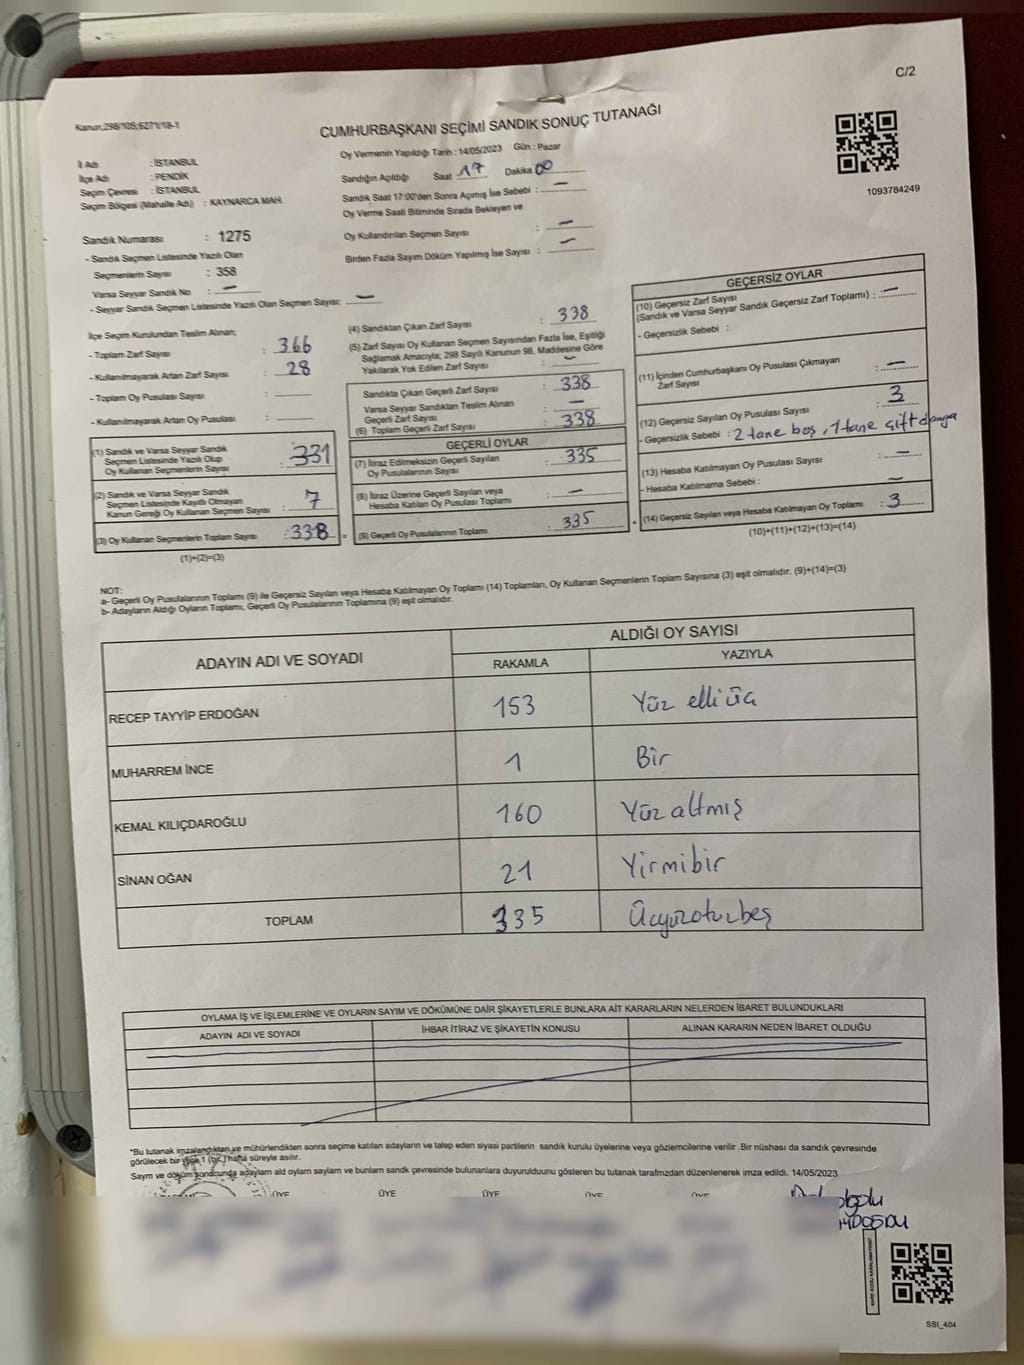 C/2
Kanun;298/105;6271/18-1
CUMHURBAŞKANI SEÇİMİ SANDIK SONUÇ TUTANAĞI
1093784249
İl Adı : İSTANBUL
İlçe Adı : PENDİK
Seçim Çevresi : İSTANBUL
Seçim Bölgesi (Mahalle Adı) : KAYNARCA MAH.
Oy Vermenin Yapıldığı Tarih : 14/05/2023 Gün : Pazar
Sandığın Açıldığı Saat 17 Dakika 00
Sandık Saat 17:00'den Sonra Açımış İse Sebebi : –
Oy Verme Saati Bitiminde Sırada Bekleyen ve
Oy Kullandırılan Seçmen Sayısı : –
Birden Fazla Sayım Döküm Yapılmış İse Sayısı : –
Sandık Numarası : 1275
- Sandık Seçmen Listesinde Yazılı Olan
Seçmenlerin Sayısı : 358
Varsa Seyyar Sandık No : –
- Seyyar Sandık Seçmen Listesinde Yazılı Olan Seçmen Sayısı: –
İlçe Seçim Kurulundan Teslim Alınan;
- Toplam Zarf Sayısı : 366
- Kullanılmayarak Artan Zarf Sayısı : 28
- Toplam Oy Pusulası Sayısı :
- Kullanılmayarak Artan Oy Pusulası :
(1) Sandık ve Varsa Seyyar Sandık
Seçmen Listesinde Yazılı Olup
Oy Kullanan Seçmenlerin Sayısı : 331
(2) Sandık ve Varsa Seyyar Sandık
Seçmen Listesinde Kayıtlı Olmayan
Kanun Gereği Oy Kullanan Seçmen Sayısı : 7
(3) Oy Kullanan Seçmenlerin Toplam Sayısı : 338 =
(1)+(2)=(3)
(4) Sandıktan Çıkan Zarf Sayısı : 338
(5) Zarf Sayısı Oy Kullanan Seçmen Sayısından Fazla İse, Eşitliği
Sağlamak Amacıyla; 298 Sayılı Kanunun 98. Maddesine Göre
Yakılarak Yok Edilen Zarf Sayısı : –
Sandıkta Çıkan Geçerli Zarf Sayısı : 338
Varsa Seyyar Sandıktan Teslim Alınan
Geçerli Zarf Sayısı : –
(6) Toplam Geçerli Zarf Sayısı : 338
GEÇERLİ OYLAR
(7) İtiraz Edilmeksizin Geçerli Sayılan
Oy Pusulalarının Sayısı : 335
(8) İtiraz Üzerine Geçerli Sayılan veya
Hesaba Katılan Oy Pusulası Toplamı : –
(9) Geçerli Oy Pusulalarının Toplamı : 335 +
GEÇERSİZ OYLAR
(10) Geçersiz Zarf Sayısı
(Sandık ve Varsa Seyyar Sandık Geçersiz Zarf Toplamı) : –
- Geçersizlik Sebebi :
(11) İçinden Cumhurbaşkanı Oy Pusulası Çıkmayan
Zarf Sayısı : –
(12) Geçersiz Sayılan Oy Pusulası Sayısı : 3
- Geçersizlik Sebebi : 2 tane boş, 1 tane çift damga
(13) Hesaba Katılmayan Oy Pusulası Sayısı : –
- Hesaba Katılmama Sebebi : –
(14) Geçersiz Sayılan veya Hesaba Katılmayan Oy Toplamı : 3
(10)+(11)+(12)+(13)=(14)
NOT:
a- Geçerli Oy Pusulalarının Toplamı (9) ile Geçersiz Sayılan veya Hesaba Katılmayan Oy Toplamı (14) Toplamları, Oy Kullanan Seçmenlerin Toplam Sayısına (3) eşit olmalıdır. (9)+(14)=(3)
b- Adayların Aldığı Oyların Toplamı, Geçerli Oy Pusulalarının Toplamına (9) eşit olmalıdır.
ADAYIN ADI VE SOYADI
ALDIĞI OY SAYISI
RAKAMLA YAZIYLA
RECEP TAYYİP ERDOĞAN 153 Yüz elli üç
MUHARREM İNCE 1 Bir
KEMAL KILIÇDAROĞLU 160 Yüz altmış
SİNAN OĞAN 21 Yirmibir
TOPLAM 335 Üçyüzotuzbeş
OYLAMA İŞ VE İŞLEMLERİNE VE OYLARIN SAYIM VE DÖKÜMÜNE DAİR ŞİKAYETLERLE BUNLARA AİT KARARLARIN NELERDEN İBARET BULUNDUKLARI
ADAYIN ADI VE SOYADI İHBAR İTİRAZ VE ŞİKAYETİN KONUSU ALINAN KARARIN NEDEN İBARET OLDUĞU
*Bu tutanak imzalandıktan ve mühürlendikten sonra seçime katılan adayların ve talep eden siyasi partilerin sandık kurulu üyelerine veya gözlemcilerine verilir .Bir nüshası da sandık çevresinde
görülecek bir yere 1 (bir) hafta süreyle asılır.
Sayım ve döküm sonucunda adayların ald oyların sayların bunların sandık çevresinde bulunanlara duyurulduunu gösteren bu tutanak tarafmzdan düzenlenerek imza edildi. 14/05/2023
ÜYE ÜYE ÜYE ÜYE ÜYE
SSI_404